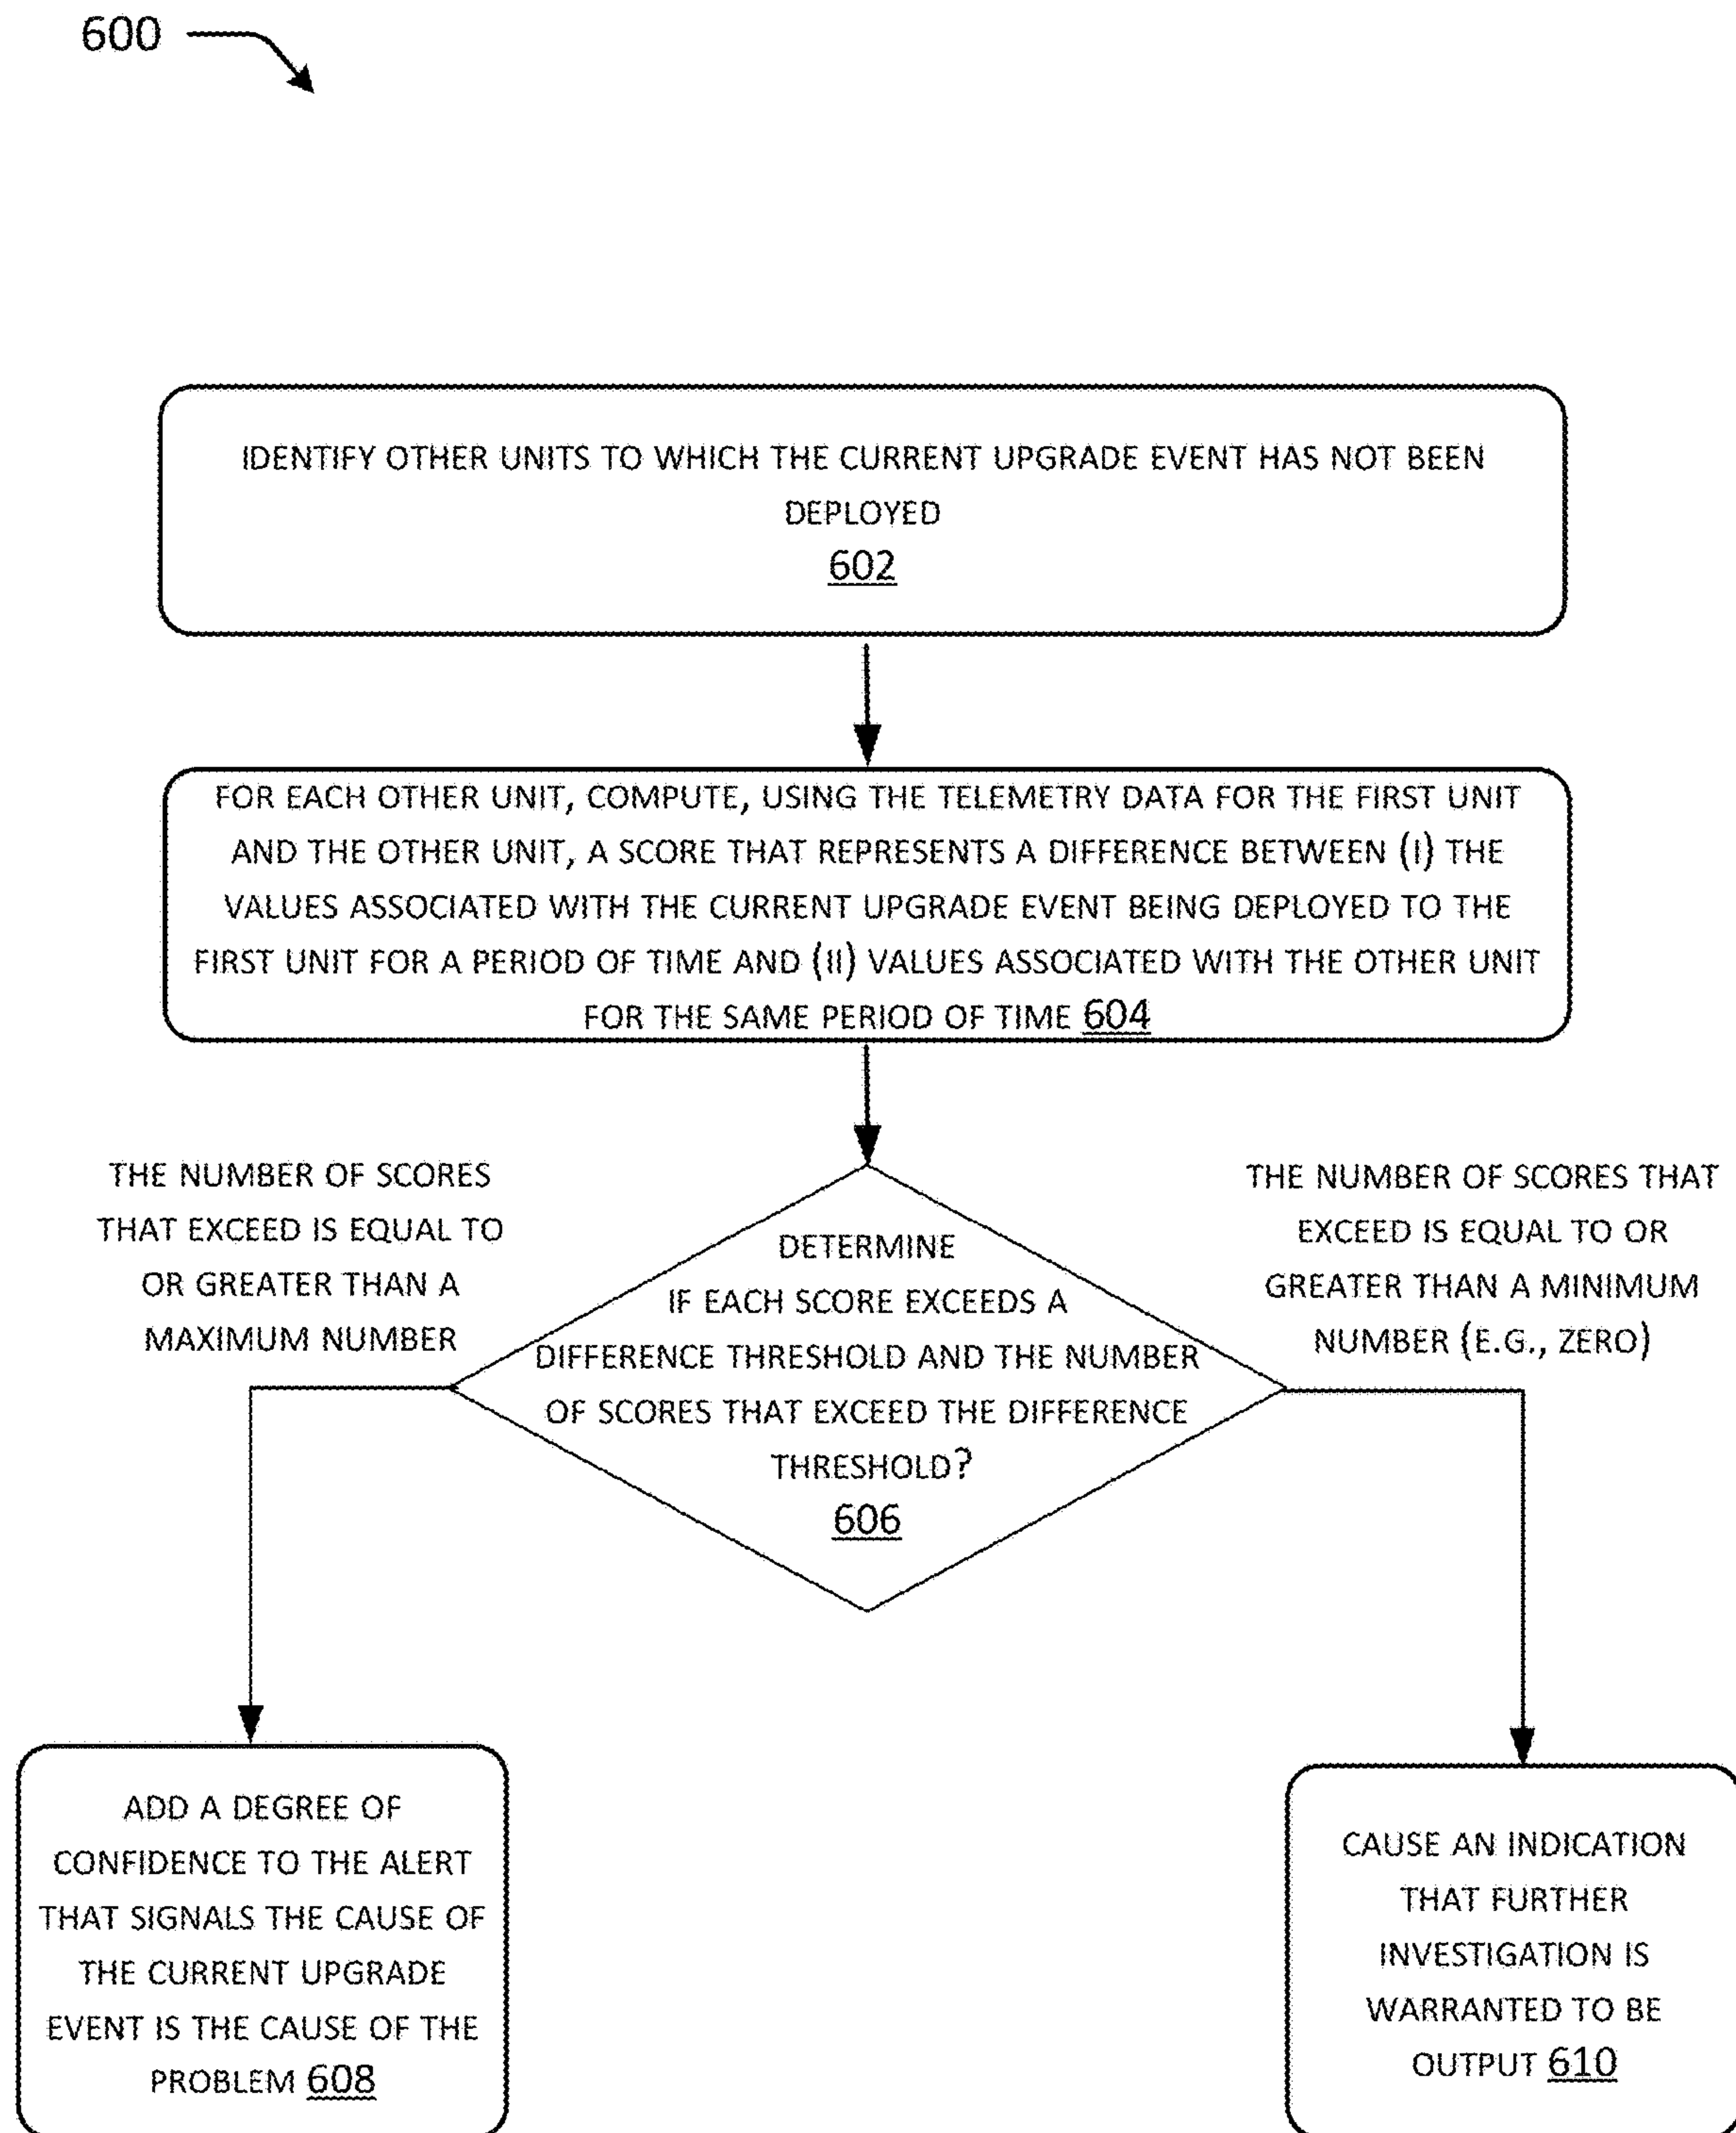 600
IDENTIFY OTHER UNITS TO WHICH THE CURRENT UPGRADE EVENT HAS NOT BEEN
DEPLOYED
602
FOR EACH OTHER UNIT, COMPUTE, USING THE TELEMETRY DATA FOR THE FIRST UNIT
AND THE OTHER UNIT, A SCORE THAT REPRESENTS A DIFFERENCE BETWEEN (I) THE
VALUES ASSOCIATED WITH THE CURRENT UPGRADE EVENT BEING DEPLOYED TO THE
FIRST UNIT FOR A PERIOD OF TIME AND (II) VALUES ASSOCIATED WITH THE OTHER UNIT
FOR THE SAME PERIOD OF TIME 604
THE NUMBER OF SCORES
THAT EXCEED IS EQUAL TO
OR GREATER THAN A
MAXIMUM NUMBER
DETERMINE
IF EACH SCORE EXCEEDS A
DIFFERENCE THRESHOLD AND THE NUMBER
OF SCORES THAT EXCEED THE DIFFERENCE
THRESHOLD?
606
THE NUMBER OF SCORES THAT
EXCEED IS EQUAL TO OR
GREATER THAN A MINIMUM
NUMBER (E.G., ZERO)
ADD A DEGREE OF
CONFIDENCE TO THE ALERT
THAT SIGNALS THE CAUSE OF
THE CURRENT UPGRADE
EVENT IS THE CAUSE OF THE
PROBLEM 608
CAUSE AN INDICATION
THAT FURTHER
INVESTIGATION IS
WARRANTED TO BE
OUTPUT 610